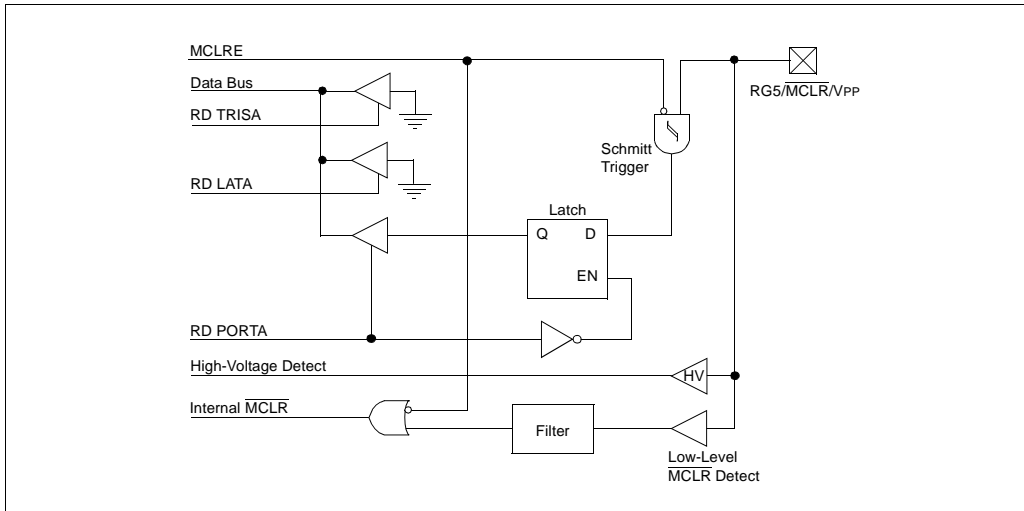 MCLRE
Data Bus
RD TRISA
RG5/MCLR/VPP
Schmitt
Trigger
RD LATA
Latch
Q
D
EN
RD PORTA
High-Voltage Detect
HV
Internal MCLR
Filter
Low-Level
MCLR Detect